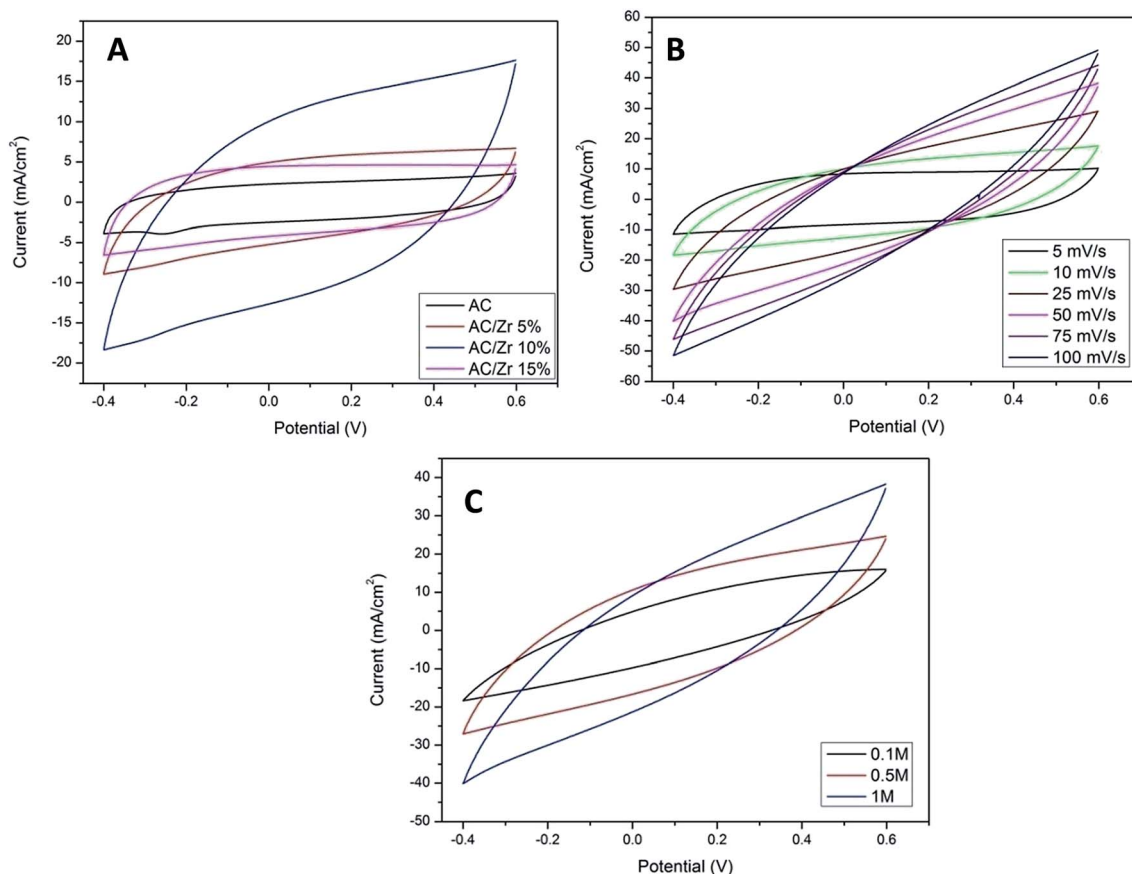 A
Current (mA/cm²)
25
20
15
10
5
0
-5
-10
-15
-20
-0.4
-0.2
0.0
0.2
0.4
0.6
Potential (V)
AC
AC/Zr 5%
AC/Zr 10%
AC/Zr 15%
B
Current (mA/cm²)
60
50
40
30
20
10
0
-10
-20
-30
-40
-50
-60
-0.4
-0.2
0.0
0.2
0.4
0.6
Potential (V)
5 mV/s
10 mV/s
25 mV/s
50 mV/s
75 mV/s
100 mV/s
C
Current (mA/cm²)
40
30
20
10
0
-10
-20
-30
-40
-50
-0.4
-0.2
0.0
0.2
0.4
0.6
Potential (V)
0.1M
0.5M
1M